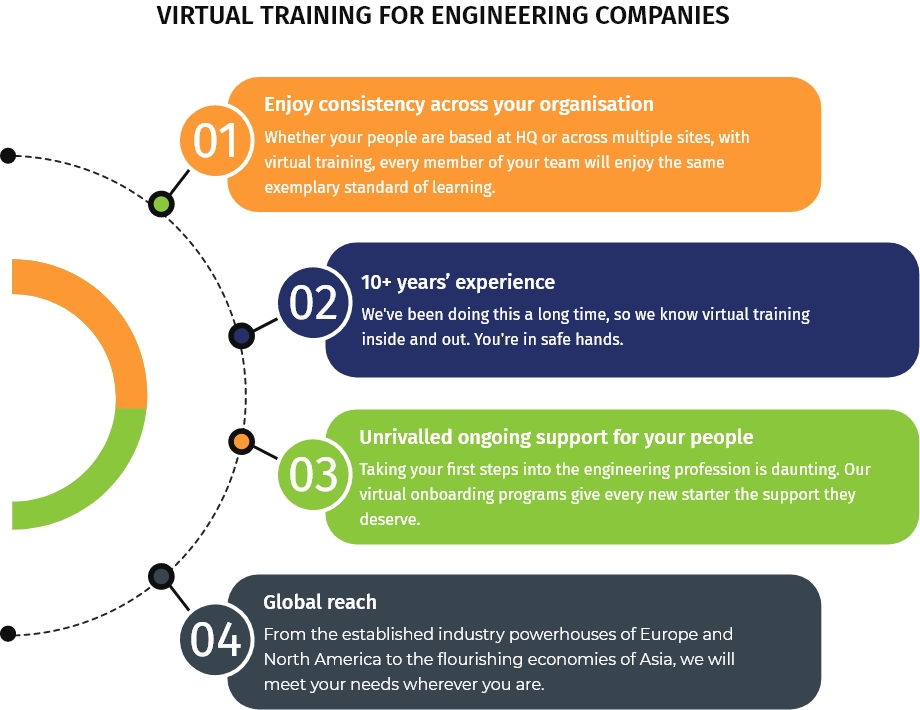 VIRTUAL TRAINING FOR ENGINEERING COMPANIES
01
Enjoy consistency across your organisation
Whether your people are based at HQ or across multiple sites, with
virtual training, every member of your team will enjoy the same
exemplary standard of learning.
02
10+ years’ experience
We've been doing this a long time, so we know virtual training
inside and out. You're in safe hands.
03
Unrivalled ongoing support for your people
Taking your first steps into the engineering profession is daunting. Our
virtual onboarding programs give every new starter the support they
deserve.
04
Global reach
From the established industry powerhouses of Europe and
North America to the flourishing economies of Asia, we will
meet your needs wherever you are.